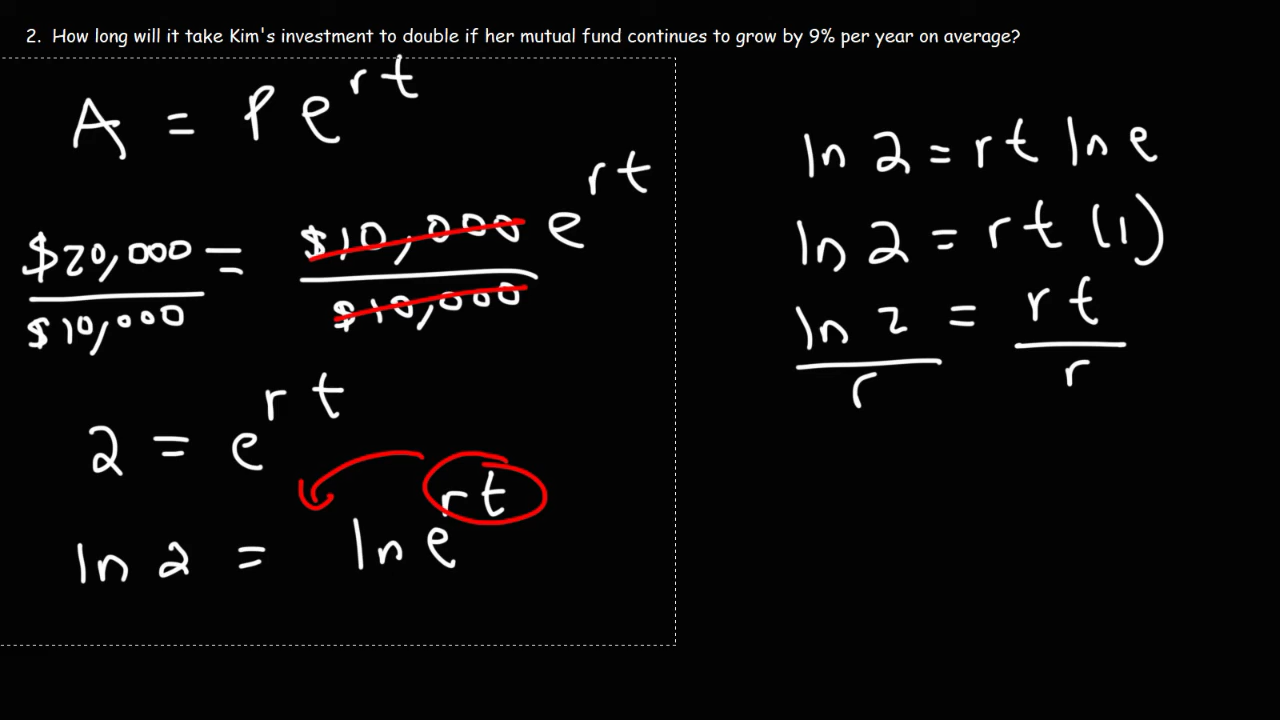 2. How long will it take Kim's investment to double if her mutual fund continues to grow by 9% per year on average?
A = P e^{rt}
$20,000 / $10,000 = $10,000 / $10,000 e^{rt}
2 = e^{rt}
ln 2 = ln e^{rt}
ln 2 = rt ln e
ln 2 = rt (1)
ln 2 / r = rt / r